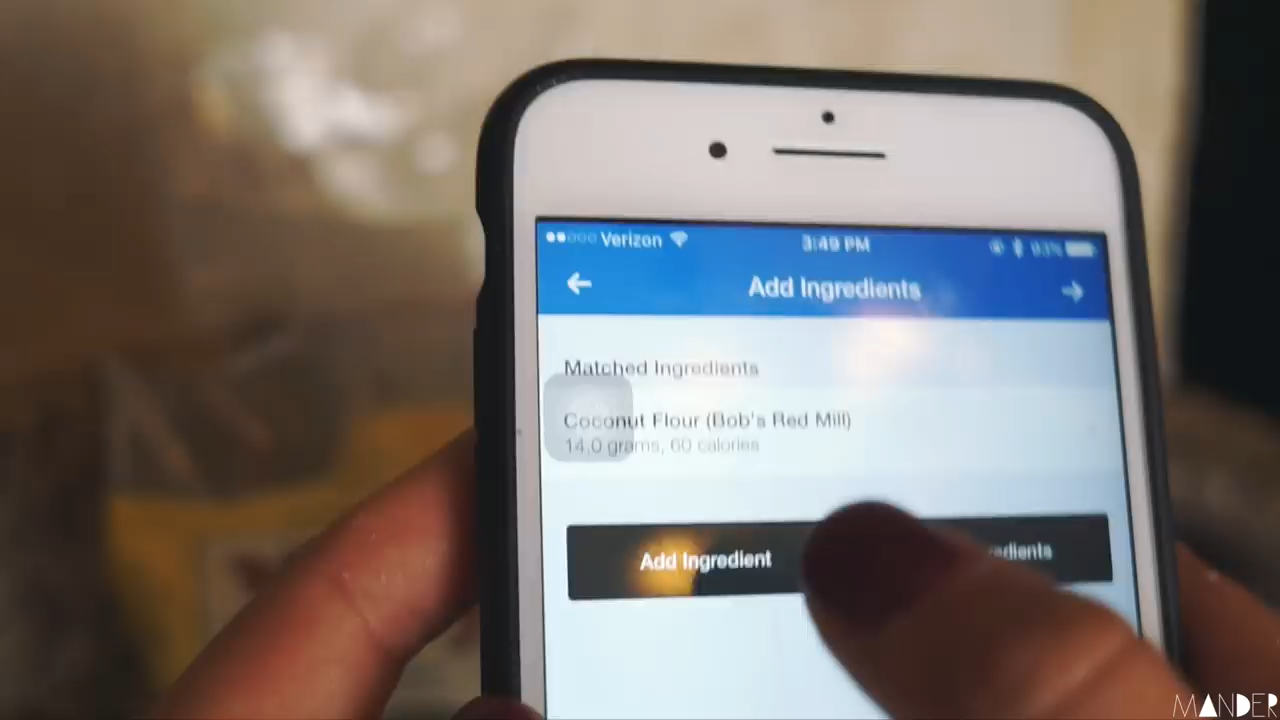 Verizon 3:49 PM 93%
Add Ingredients
Matched Ingredients
Coconut Flour (Bob's Red Mill)
14.0 grams, 60 calories
Add Ingredient
MANDER